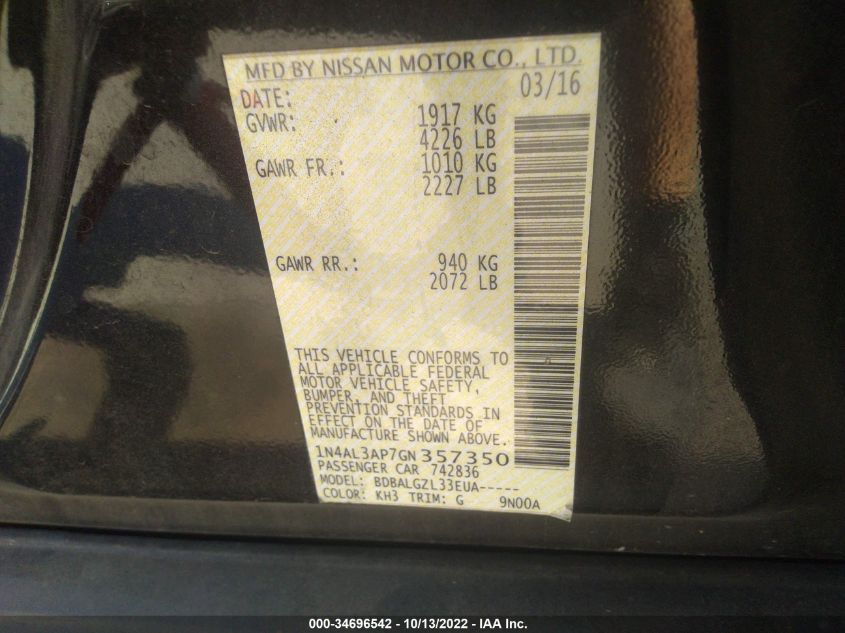 MFD BY NISSAN MOTOR CO., LTD.
DATE: 03/16
GVWR: 1917 KG
4226 LB
GAWR FR.: 1010 KG
2227 LB
GAWR RR.: 940 KG
2072 LB
THIS VEHICLE CONFORMS TO
ALL APPLICABLE FEDERAL
MOTOR VEHICLE SAFETY,
BUMPER, AND THEFT
PREVENTION STANDARDS IN
EFFECT ON THE DATE OF
MANUFACTURE SHOWN ABOVE.
1N4AL3AP7GN357350
PASSENGER CAR 742836
MODEL: BDBALGZL33EUA-----
COLOR: KH3 TRIM: G 9N00A
000-34696542 - 10/13/2022 - IAA Inc.